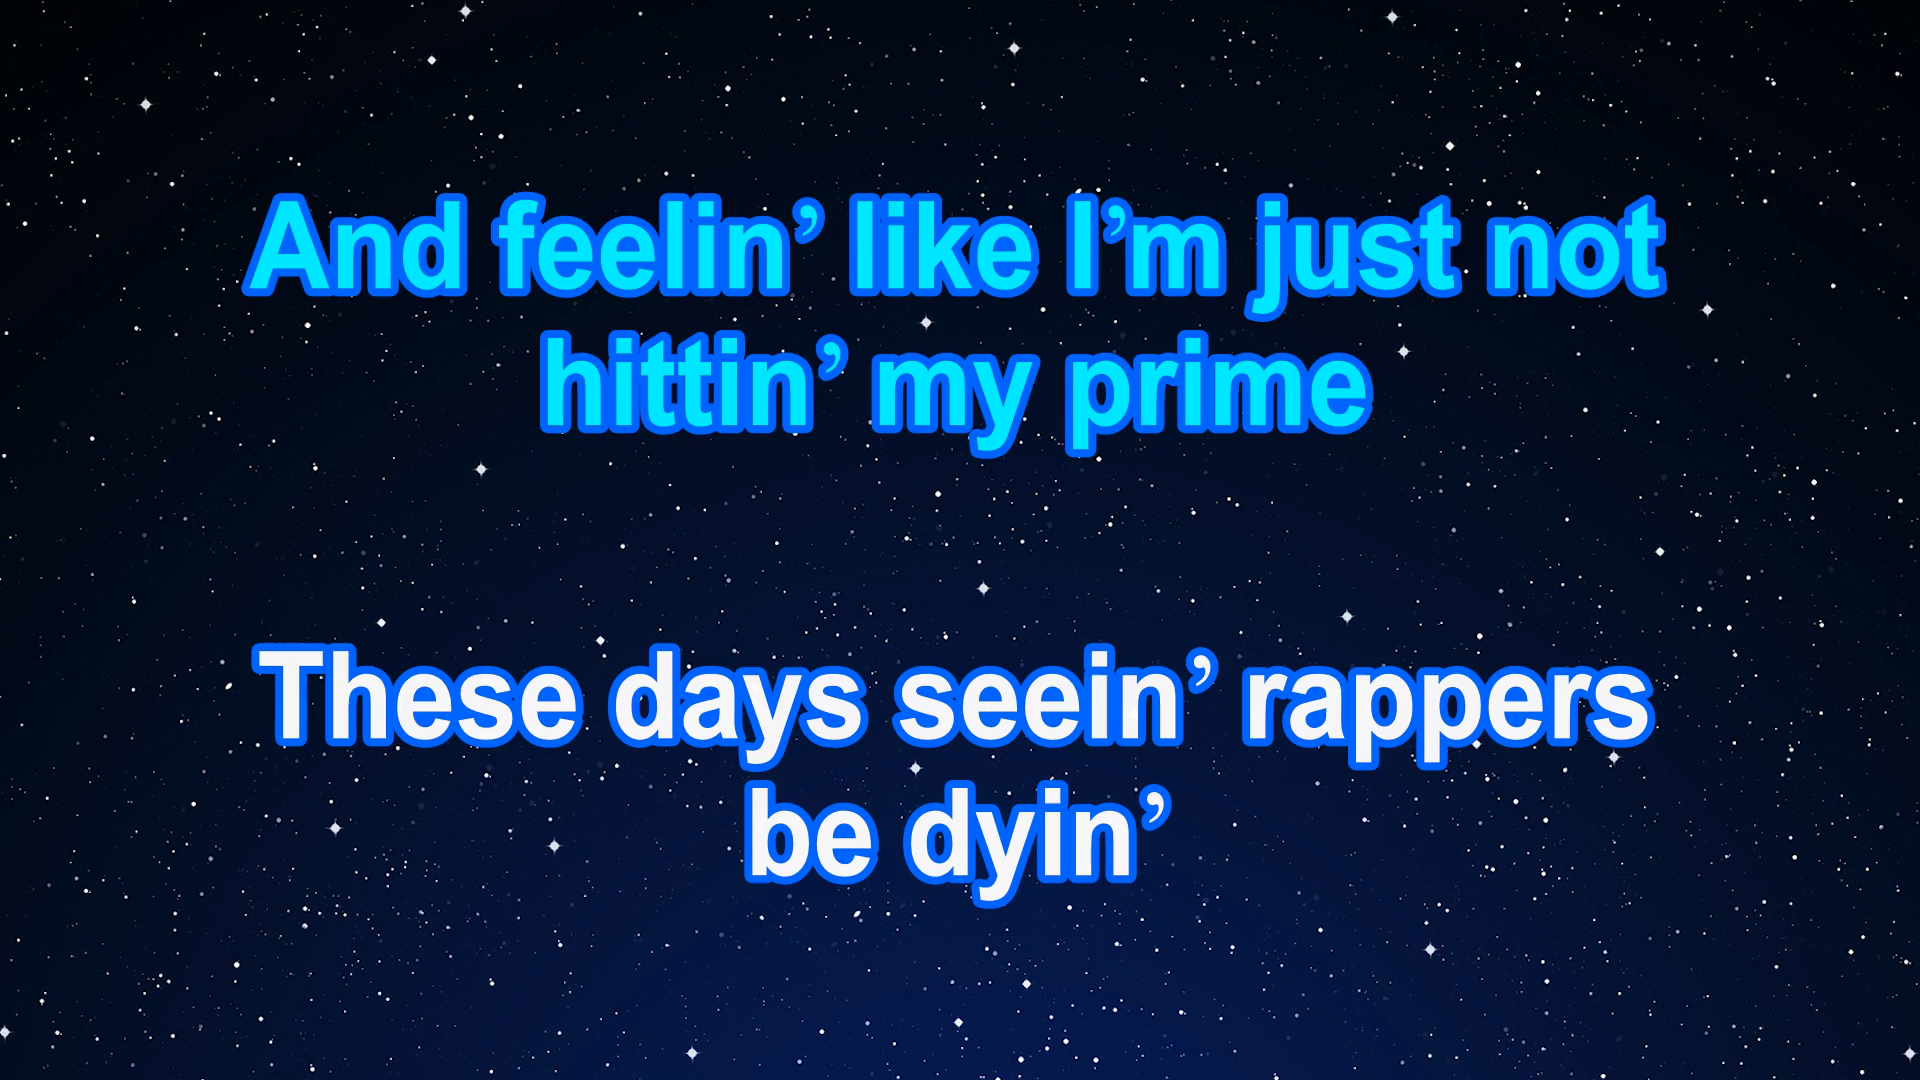 And feelin’ like I’m just not
hittin’ my prime
These days seein’ rappers
be dyin’